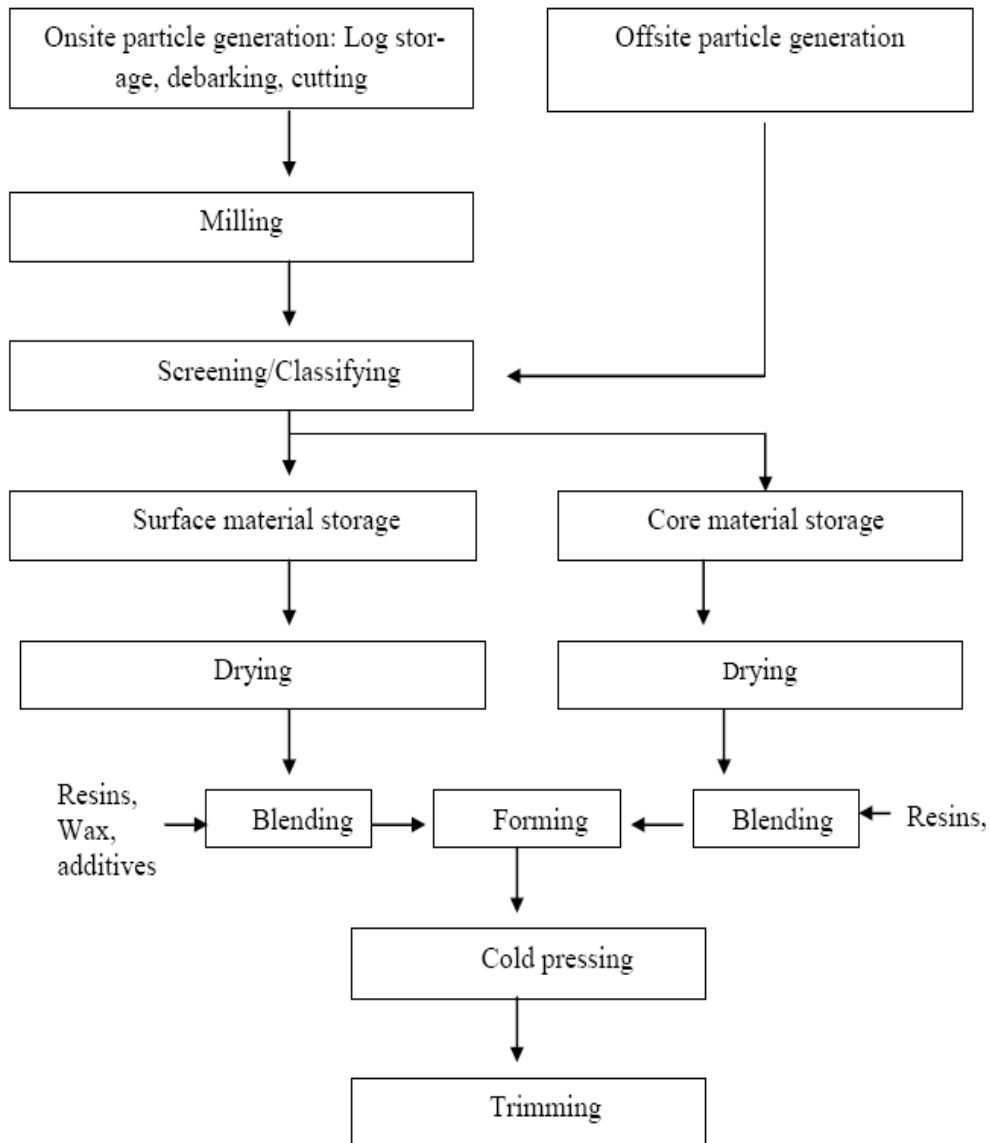 Onsite particle generation: Log stor-
age, debarking, cutting
Offsite particle generation
Milling
Screening/Classifying
Surface material storage
Core material storage
Drying
Drying
Resins,
Wax,
additives
Blending
Forming
Blending
Resins,
Cold pressing
Trimming